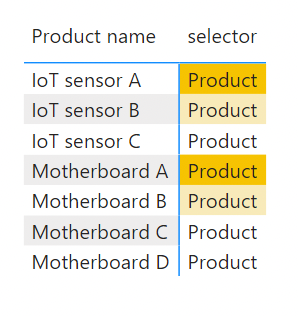 Product name selector
IoT sensor A Product
IoT sensor B Product
IoT sensor C Product
Motherboard A Product
Motherboard B Product
Motherboard C Product
Motherboard D Product